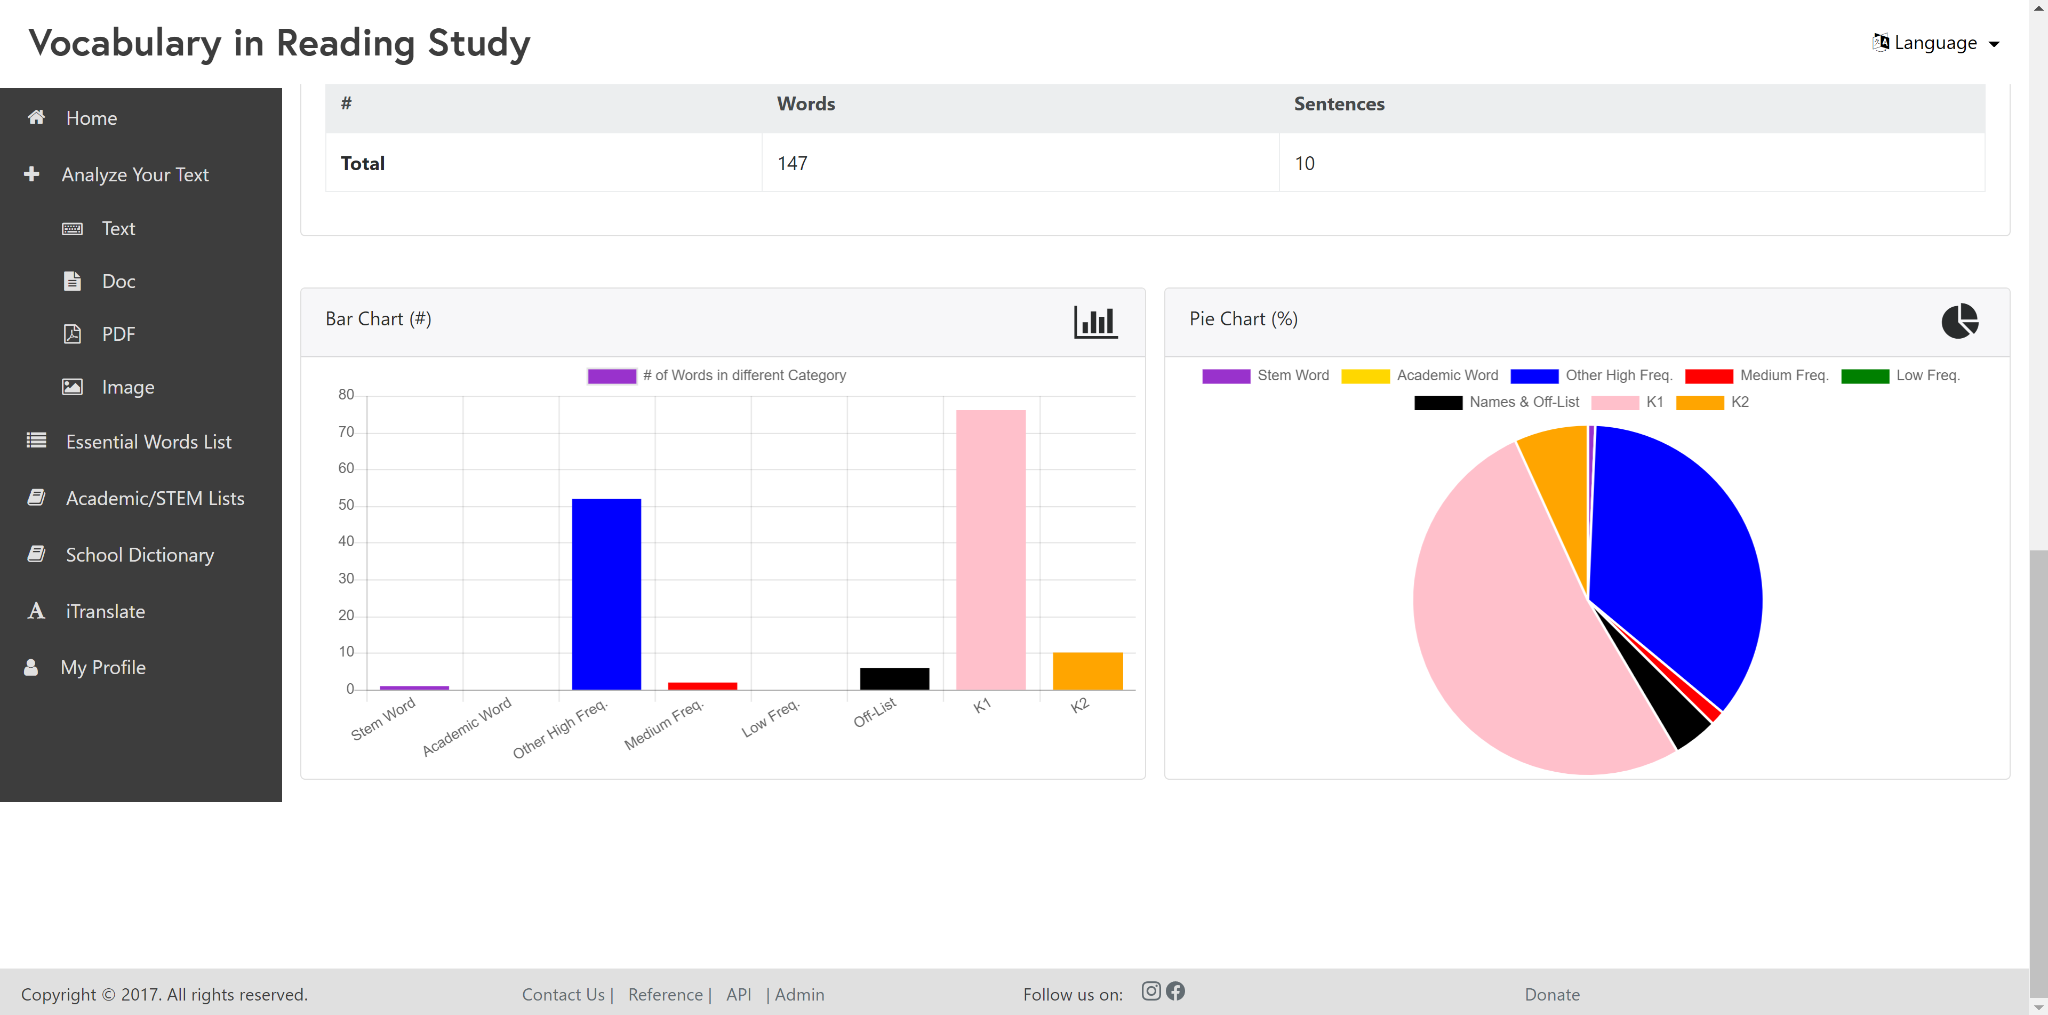 Vocabulary in Reading Study
Language
Home
Analyze Your Text
Text
Doc
PDF
Image
Essential Words List
Academic/STEM Lists
School Dictionary
iTranslate
My Profile
# Words Sentences
Total 147 10
Bar Chart (#)
# of Words in different Category
80
70
60
50
40
30
20
10
0
Stem Word Academic Word Other High Freq. Medium Freq. Low Freq. Off-List K1 K2
Pie Chart (%)
Stem Word Academic Word Other High Freq. Medium Freq. Low Freq.
Names & Off-List K1 K2
Copyright © 2017. All rights reserved. Contact Us | Reference | API | Admin Follow us on: Donate